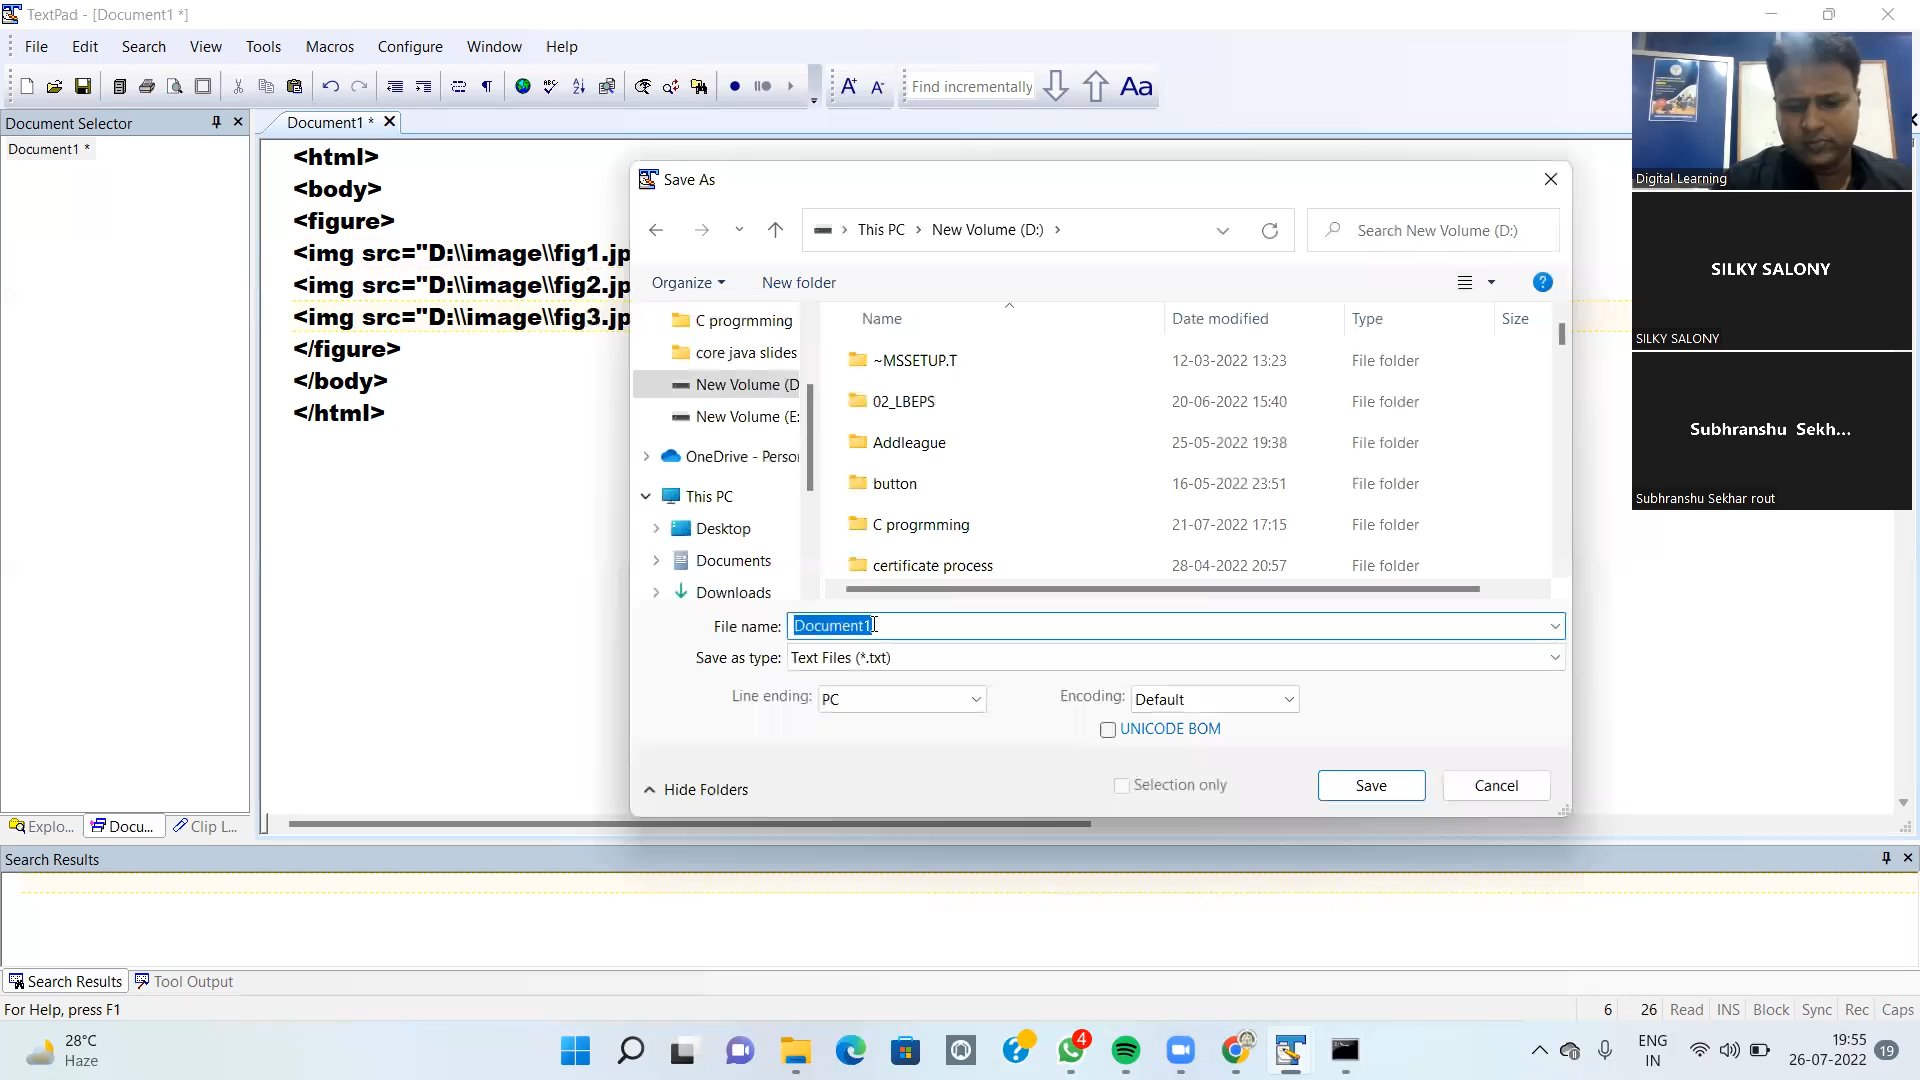 TextPad - [Document1 *]
File Edit Search View Tools Macros Configure Window Help
Find incrementally
Aa
Digital Learning
Document Selector
Document1 *
Document1 *
<html>
<body>
<figure>
<img src="D:\\image\\fig1.jp
<img src="D:\\image\\fig2.jp
<img src="D:\\image\\fig3.jp
</figure>
</body>
</html>
Save As
This PC > New Volume (D:) >
Search New Volume (D:)
Organize
New folder
C progrmming
core java slides
New Volume (D
New Volume (E:
OneDrive - Perso
This PC
Desktop
Documents
Downloads
Name Date modified Type Size
~MSSETUP.T 12-03-2022 13:23 File folder
02_LBEPS 20-06-2022 15:40 File folder
Addleague 25-05-2022 19:38 File folder
button 16-05-2022 23:51 File folder
C progrmming 21-07-2022 17:15 File folder
certificate process 28-04-2022 20:57 File folder
File name: Document1
Save as type: Text Files (*.txt)
Line ending: PC
Encoding: Default
UNICODE BOM
Hide Folders
Selection only
Save
Cancel
SILKY SALONY
SILKY SALONY
Subhranshu Sekh...
Subhranshu Sekhar rout
Explo... Docu... Clip L...
Search Results
Search Results Tool Output
For Help, press F1
6 26 Read INS Block Sync Rec Caps
28°C
Haze
4
ENG
IN
19:55
26-07-2022
19